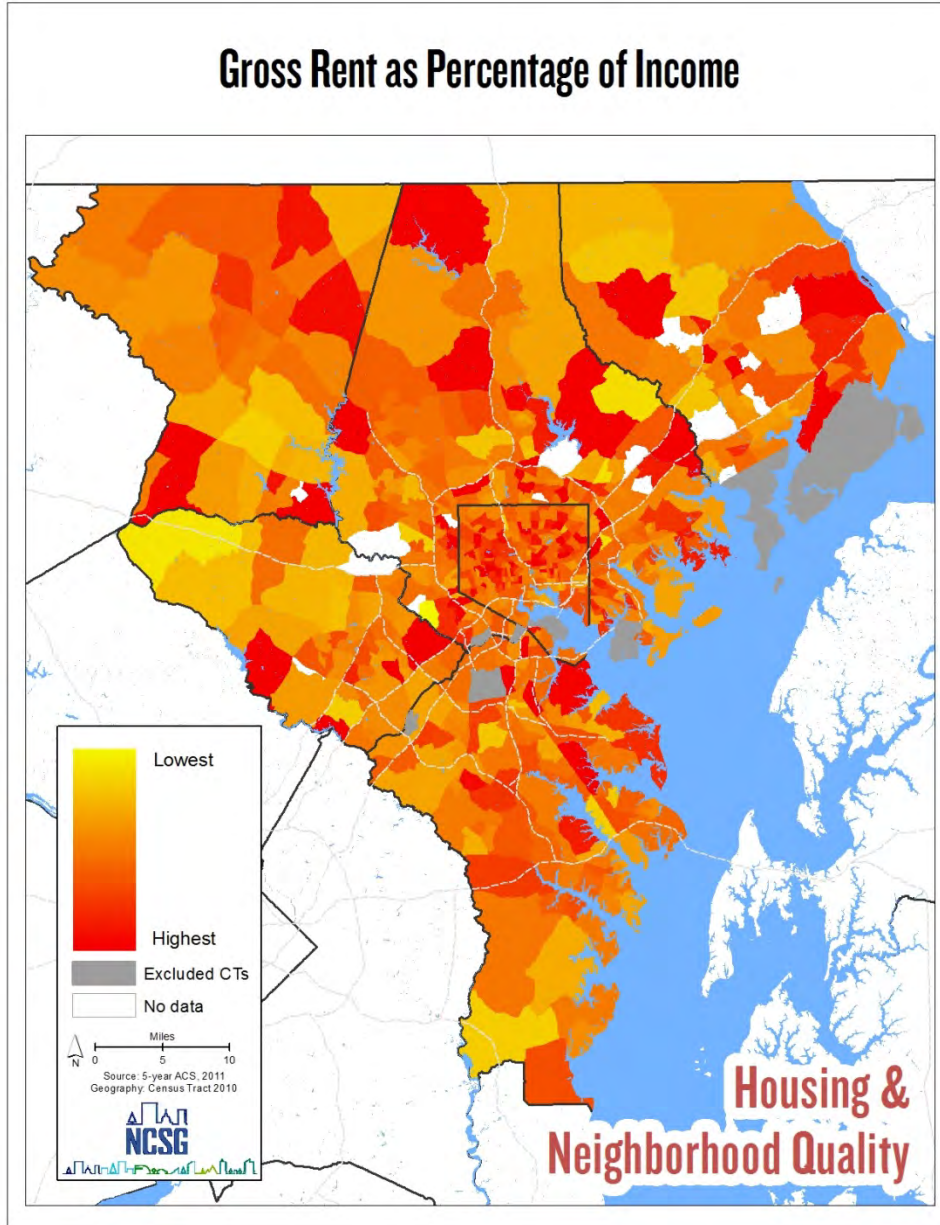 Gross Rent as Percentage of Income
Lowest
Highest
Excluded CTs
No data
Miles
N
0 5 10
Source: 5-year ACS, 2011
Geography: Census Tract 2010
NCSG
Housing &
Neighborhood Quality